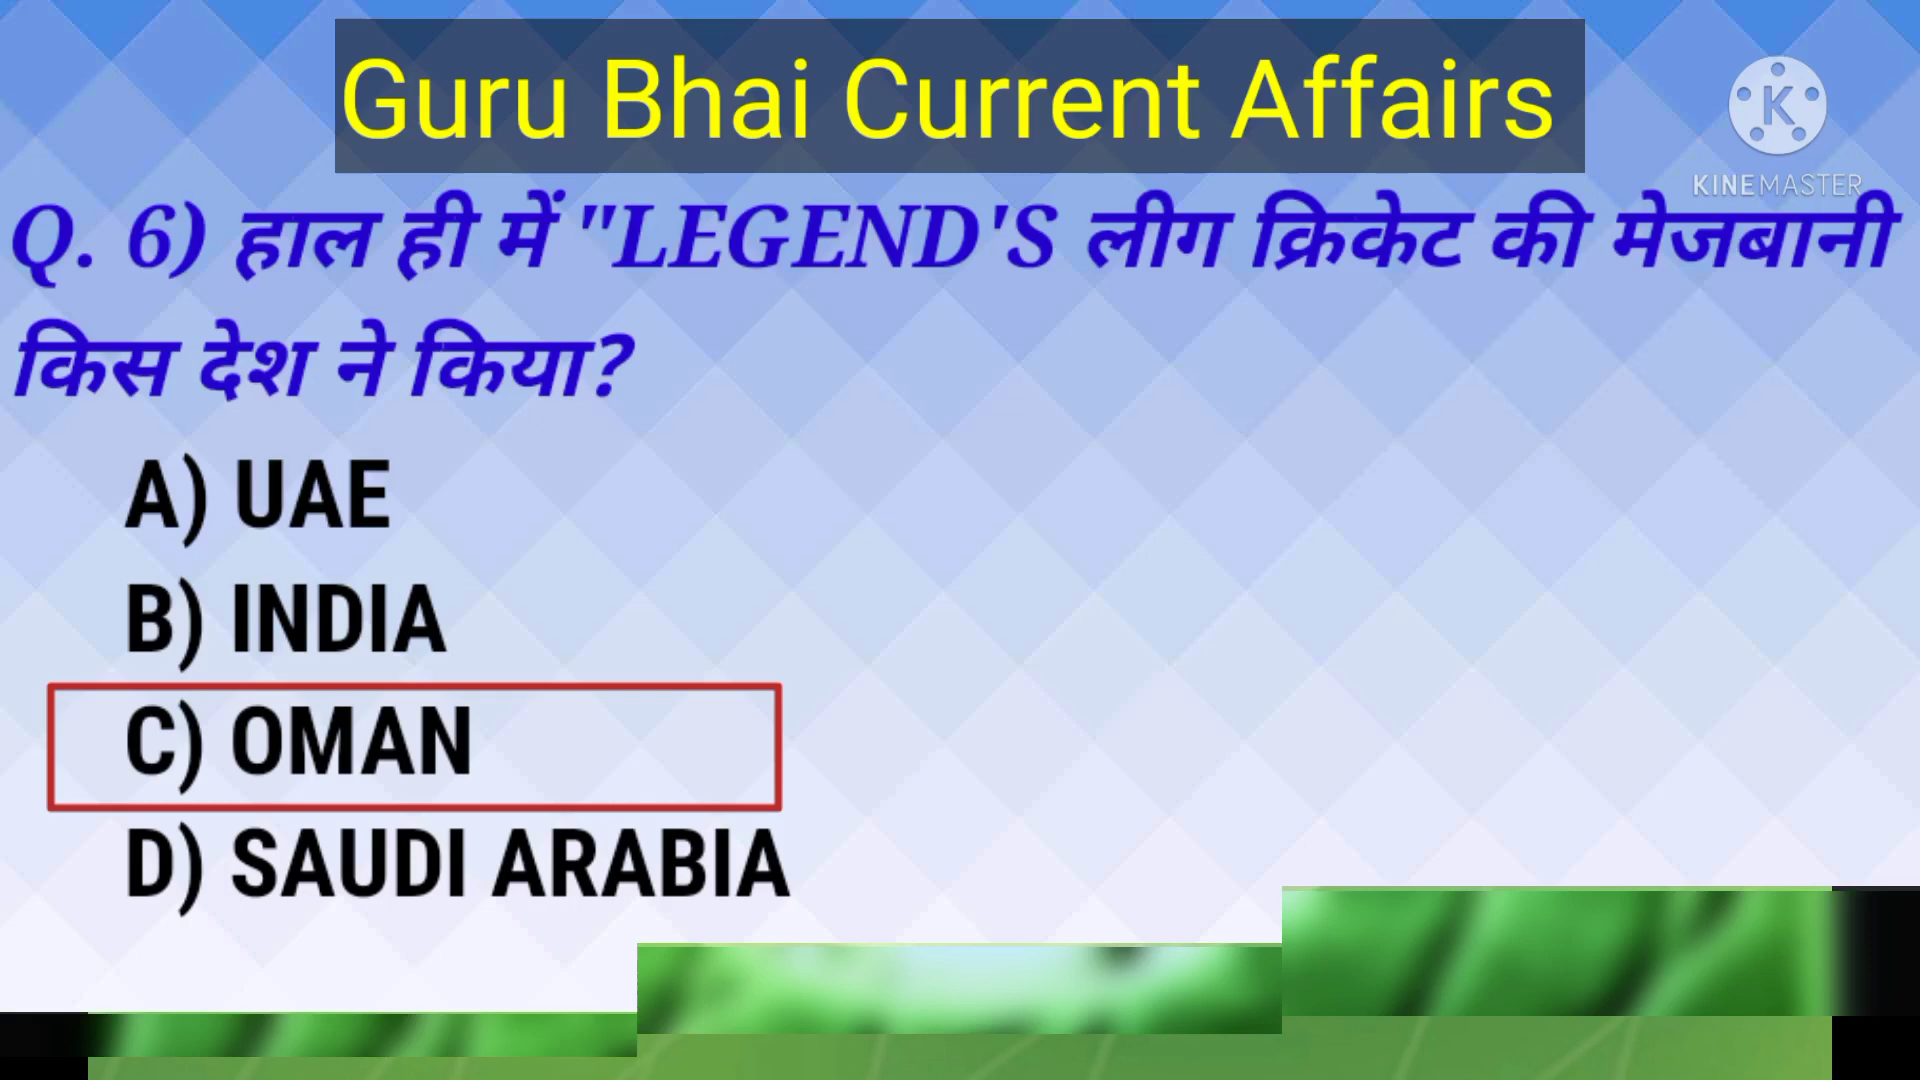 Guru Bhai Current Affairs
KINEMASTER
Q. 6) हाल ही में "LEGEND'S लीग क्रिकेट की मेजबानी
किस देश ने किया?
A) UAE
B) INDIA
C) OMAN
D) SAUDI ARABIA